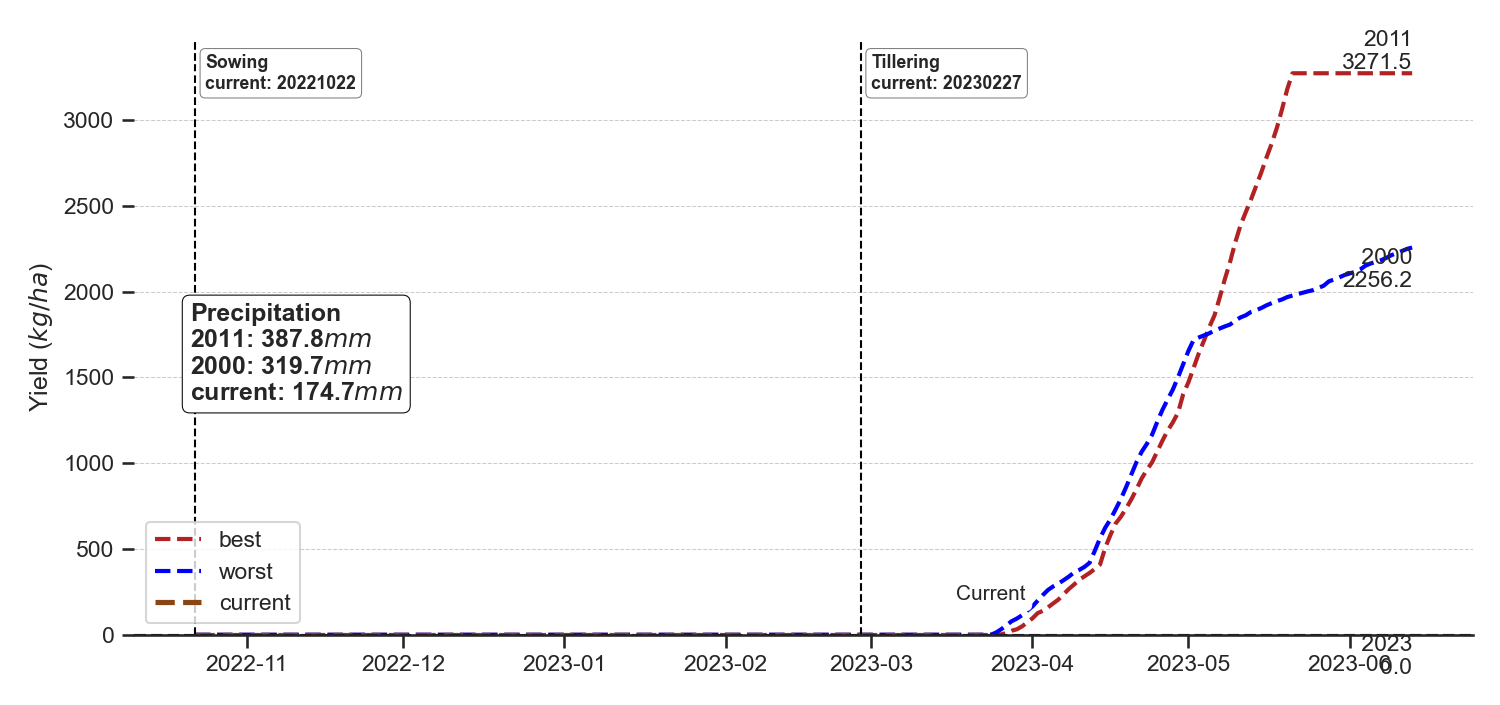 2011
3271.5
Sowing
current: 20221022
Tillering
current: 20230227
3000
2500
2000
1500
1000
500
0
Yield (kg/ha)
2000
2256.2
Precipitation
2011: 387.8mm
2000: 319.7mm
current: 174.7mm
best
worst
current
Current
2023
0.0
2022-11
2022-12
2023-01
2023-02
2023-03
2023-04
2023-05
2023-06